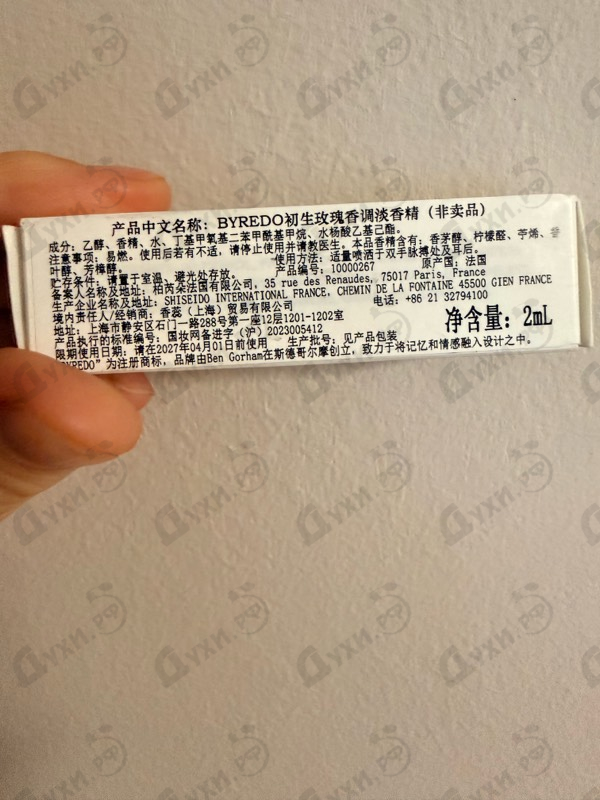 产品中文名称：BYREDO初生玫瑰香调淡香精（非卖品）
成分：乙醇、香精、水、丁基甲氧基二苯甲酰基甲烷、水杨酸乙基己酯。
注意事项：易燃。使用后若有不适，请停止使用并请教医生。本品香精含有：香茅醇、柠檬醛、苧烯、香
叶醇、芳樟醇。 使用方法：适量喷洒于双手脉搏处及耳后。
贮存条件：请置于室温、避光处存放。 产品编号：10000267 原产国：法国
备案人名称及地址：柏芮朵法国有限公司，35 rue des Renaudes, 75017 Paris, France
生产企业名称及地址：SHISEIDO INTERNATIONAL FRANCE, CHEMIN DE LA FONTAINE 45500 GIEN FRANCE
境内责任人/经销商：香蕊（上海）贸易有限公司 电话：+86 21 32794100
地址：上海市静安区石门一路288号第一座12层1201-1202室
产品执行的标准编号：国妆网备进字（沪）2023005412 净含量：2mL
限期使用日期：请在2027年04月01日前使用 生产批号：见产品包装
BYREDO”为注册商标，品牌由Ben Gorham在斯德哥尔摩创立，致力于将记忆和情感融入设计之中。
Духи.рф